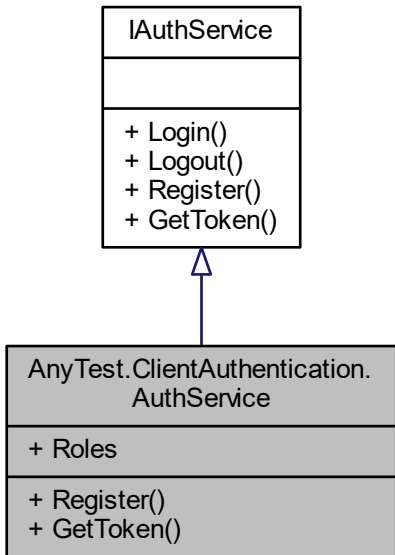 IAuthService
+ Login()
+ Logout()
+ Register()
+ GetToken()
AnyTest.ClientAuthentication.
AuthService
+ Roles
+ Register()
+ GetToken()